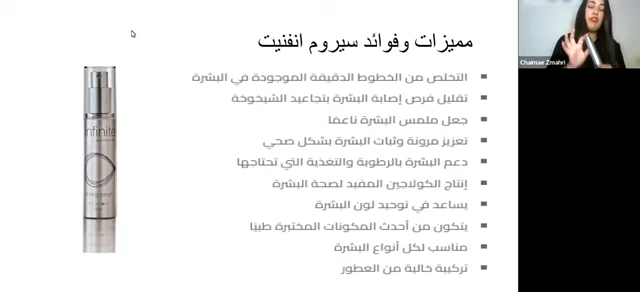 مميزات وفوائد سيروم انفنيت
التخلص من الخطوط الدقيقة الموجودة في البشرة
تقليل فرص إصابة البشرة بتجاعيد الشيخوخة
جعل ملمس البشرة ناعمًا
تعزيز مرونة وثبات البشرة بشكل صحي
دعم البشرة بالرطوبة والتغذية التي تحتاجها
إنتاج الكولاجين المفيد لصحة البشرة
يساعد في توحيد لون البشرة
يتكون من أحدث المكونات المختبرة طبيًا
مناسب لكل أنواع البشرة
تركيبة خالية من العطور
infinite
Chaimae Zmahri